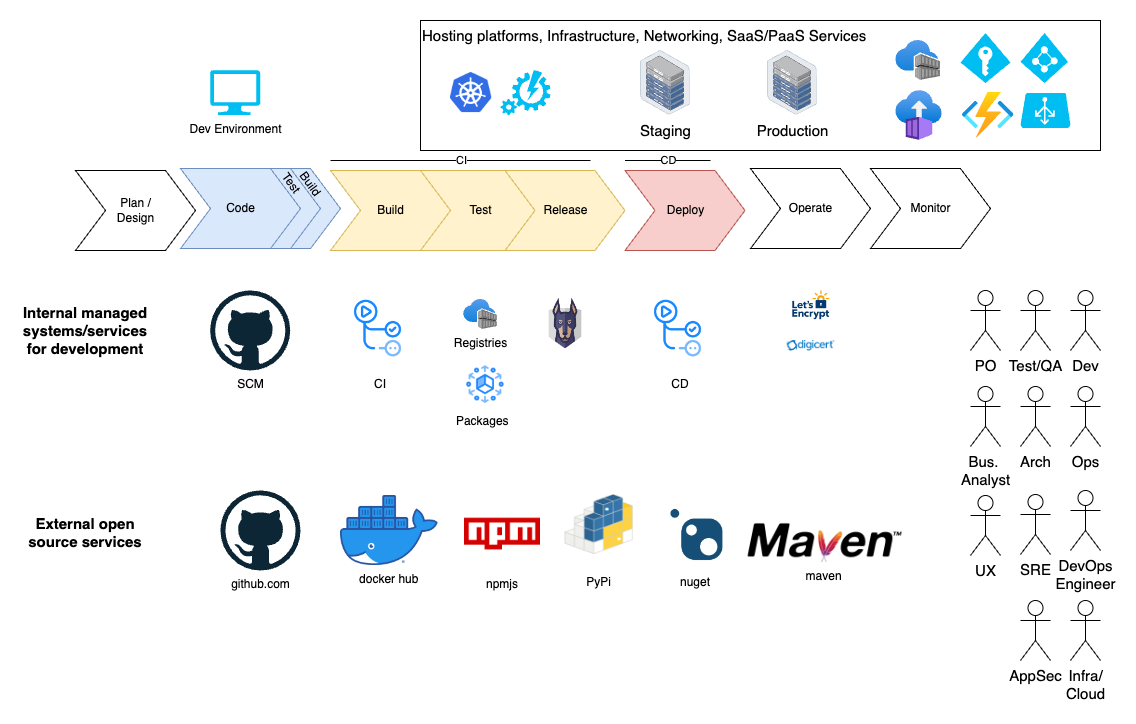 Hosting platforms, Infrastructure, Networking, SaaS/PaaS Services
Dev Environment
Staging
Production
CI
CD
Plan /
Design
Code
Test
Build
Build
Test
Release
Deploy
Operate
Monitor
Internal managed
systems/services
for development
SCM
CI
Registries
Packages
CD
Let's
Encrypt
digicert
PO
Test/QA
Dev
Bus.
Analyst
Arch
Ops
UX
SRE
DevOps
Engineer
AppSec
Infra/
Cloud
External open
source services
github.com
docker hub
npm
npmjs
PyPi
nuget
Maven™
maven